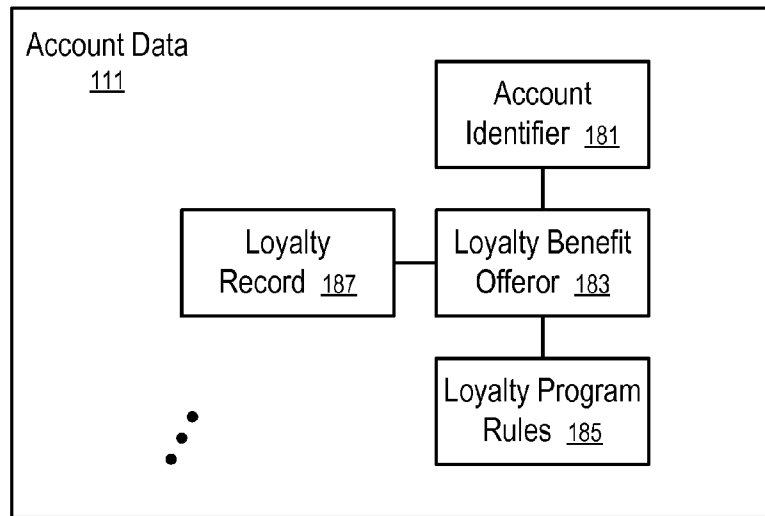 Account Data
111
Account
Identifier 181
Loyalty
Record 187
Loyalty Benefit
Offeror 183
Loyalty Program
Rules 185